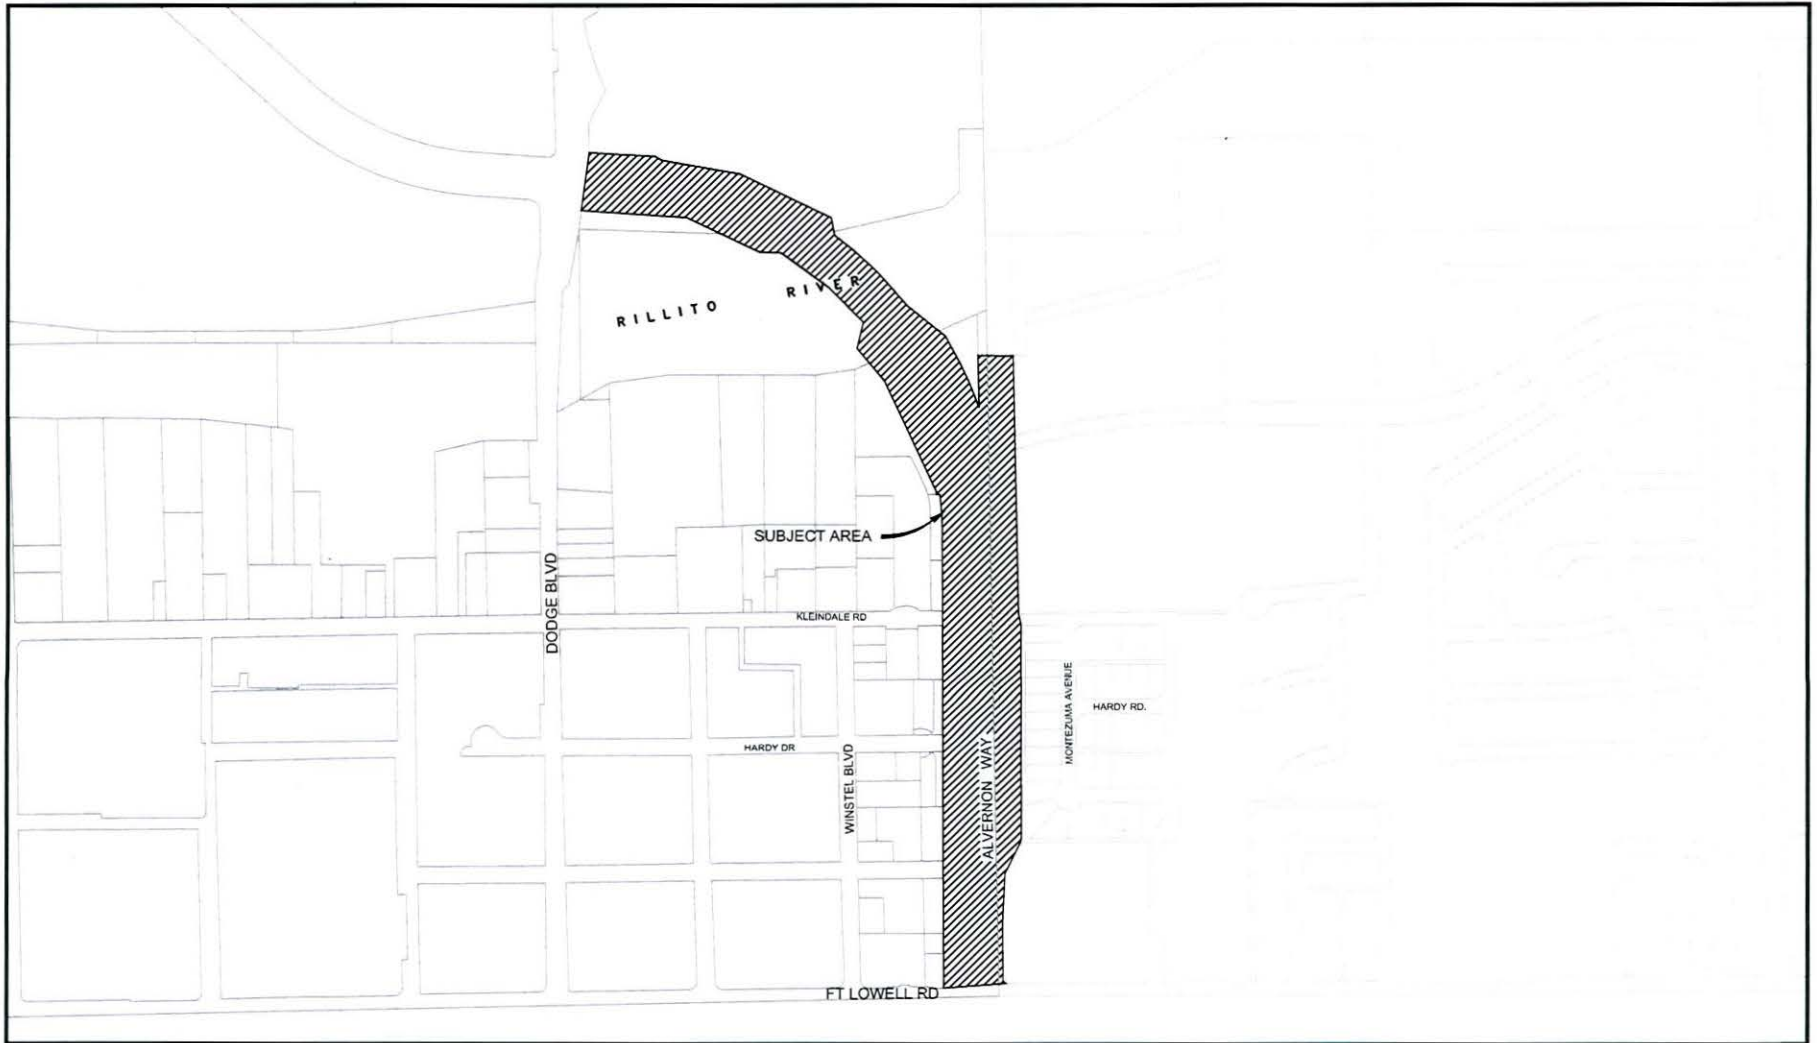 RILLITO RIVER
SUBJECT AREA
DODGE BLVD
KLEINDALE RD
MONTEZUMA AVENUE
HARDY RD.
HARDY DR
WINSTEL BLVD
ALVERNON WAY
FT LOWELL RD